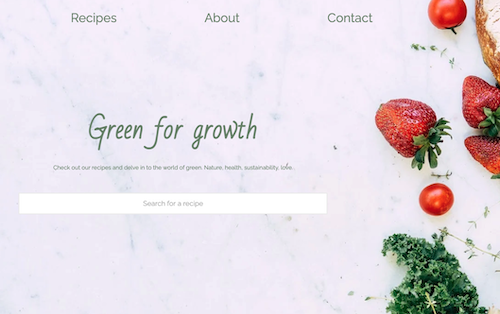 Recipes About Contact
Green for growth
Check out our recipes and delve in to the world of green. Nature, health, sustainability, love.
Search for a recipe